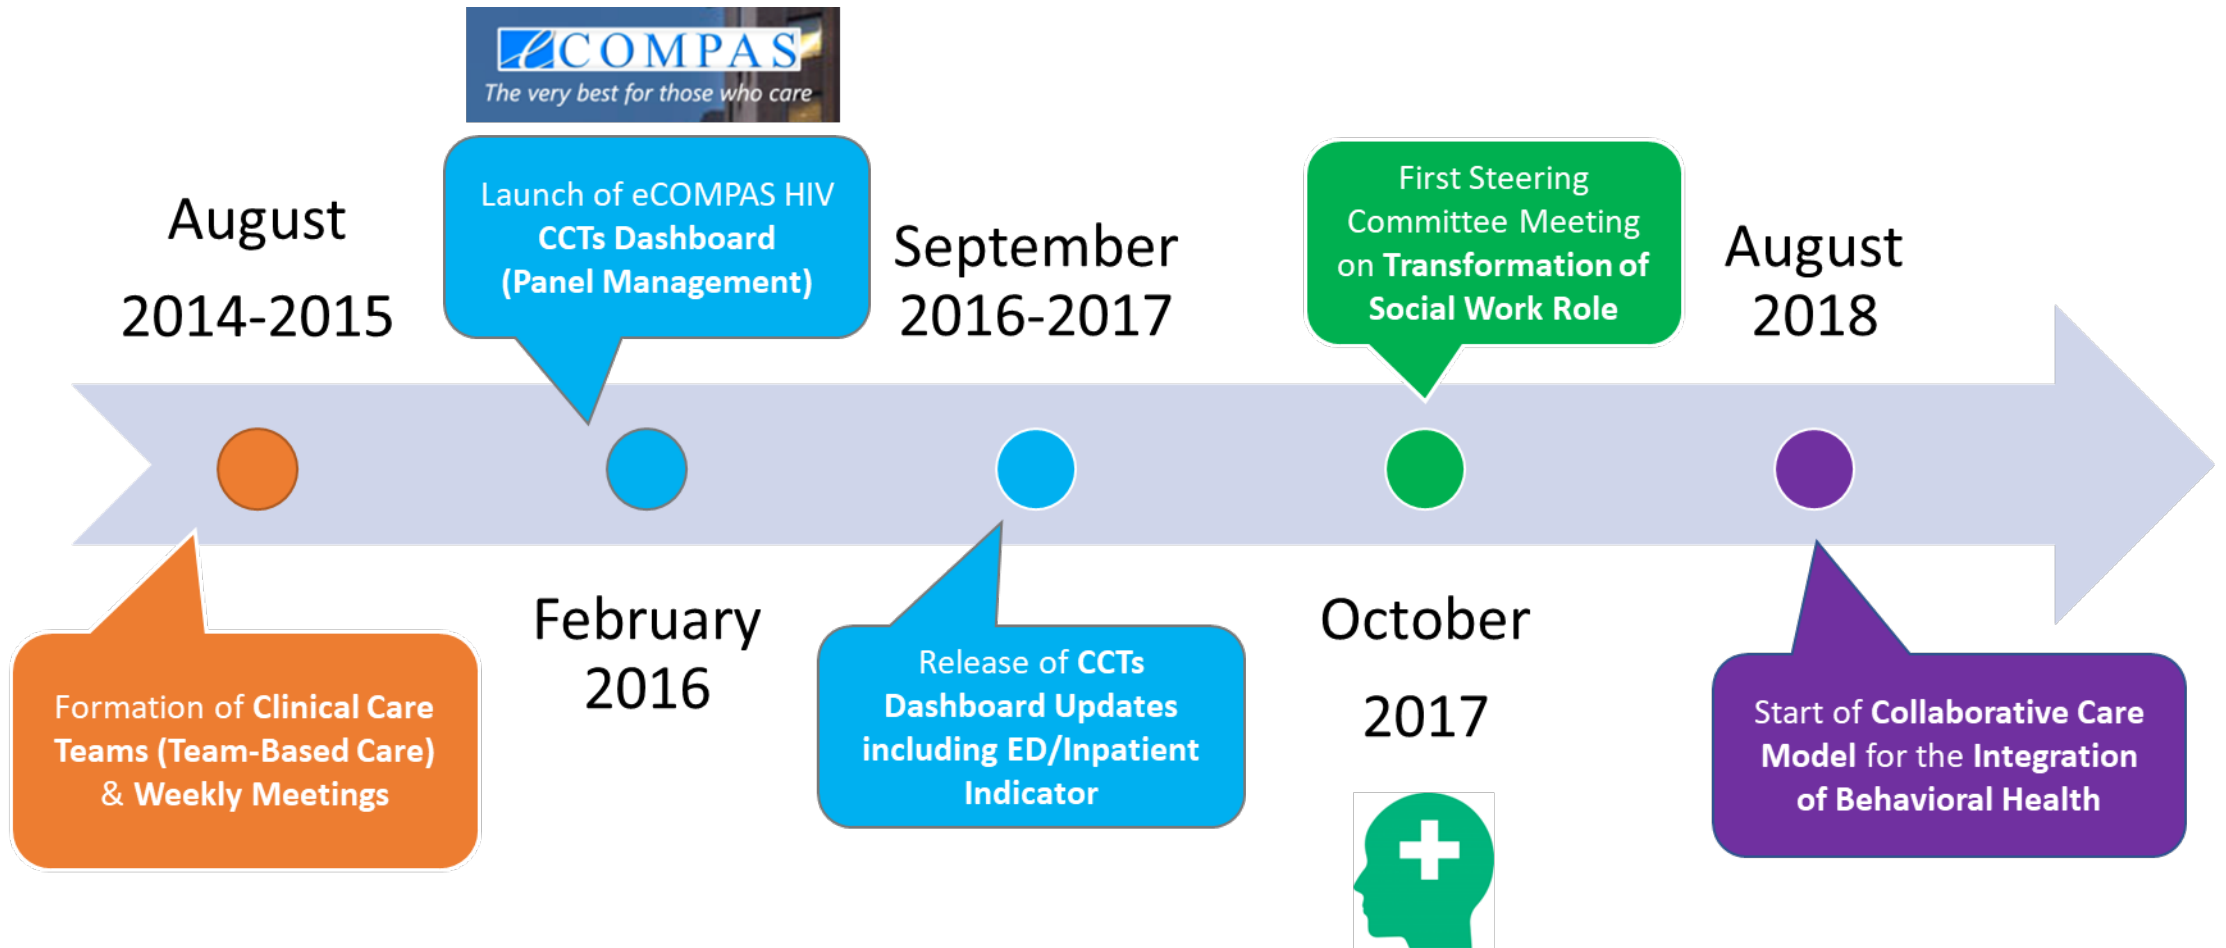 eCOMPAS
The very best for those who care
August
2014-2015
Launch of eCOMPAS HIV
CCTs Dashboard
(Panel Management)
September
2016-2017
First Steering
Committee Meeting
on Transformation of
Social Work Role
August
2018
Formation of Clinical Care
Teams (Team-Based Care)
& Weekly Meetings
February
2016
Release of CCTs
Dashboard Updates
including ED/Inpatient
Indicator
October
2017
Start of Collaborative Care
Model for the Integration
of Behavioral Health